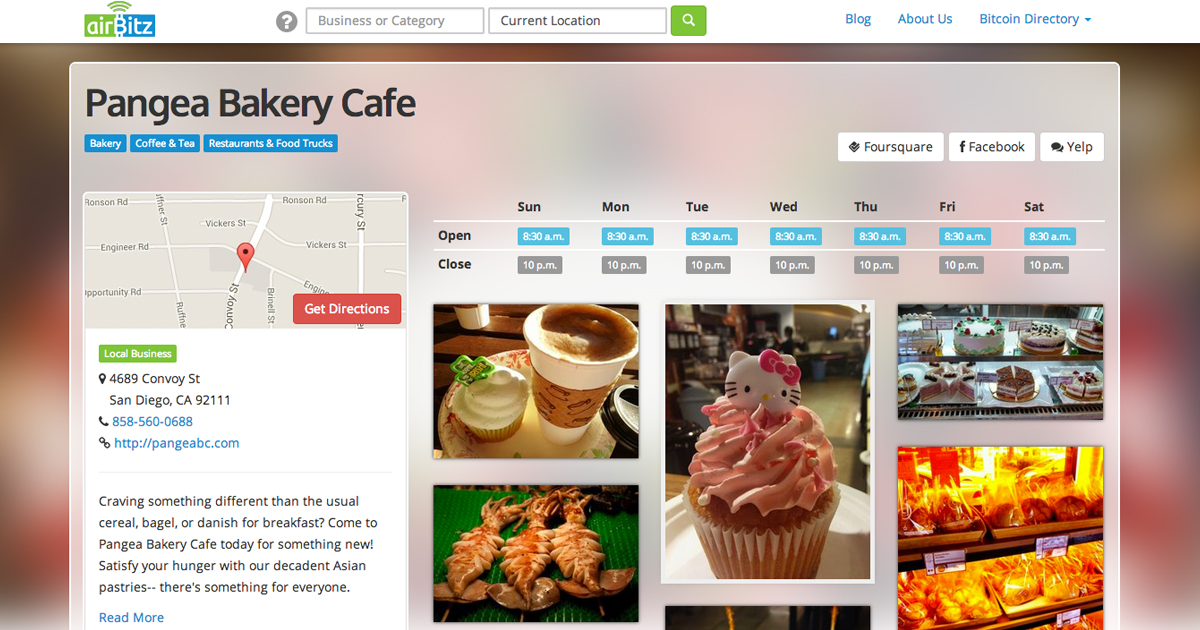 airBitz
?
Business or Category
Current Location
Blog
About Us
Bitcoin Directory
Pangea Bakery Cafe
Bakery
Coffee & Tea
Restaurants & Food Trucks
Foursquare
Facebook
Yelp
Ronson Rd
Ronson Rd
Vickers St
Vickers St
Engineer Rd
Convoy St
Brinell St
Get Directions
Sun Mon Tue Wed Thu Fri Sat
Open 8:30 a.m. 8:30 a.m. 8:30 a.m. 8:30 a.m. 8:30 a.m. 8:30 a.m. 8:30 a.m.
Close 10 p.m. 10 p.m. 10 p.m. 10 p.m. 10 p.m. 10 p.m. 10 p.m.
Local Business
4689 Convoy St
San Diego, CA 92111
858-560-0688
http://pangeabc.com
Craving something different than the usual
cereal, bagel, or danish for breakfast? Come to
Pangea Bakery Cafe today for something new!
Satisfy your hunger with our decadent Asian
pastries-- there's something for everyone.
Read More